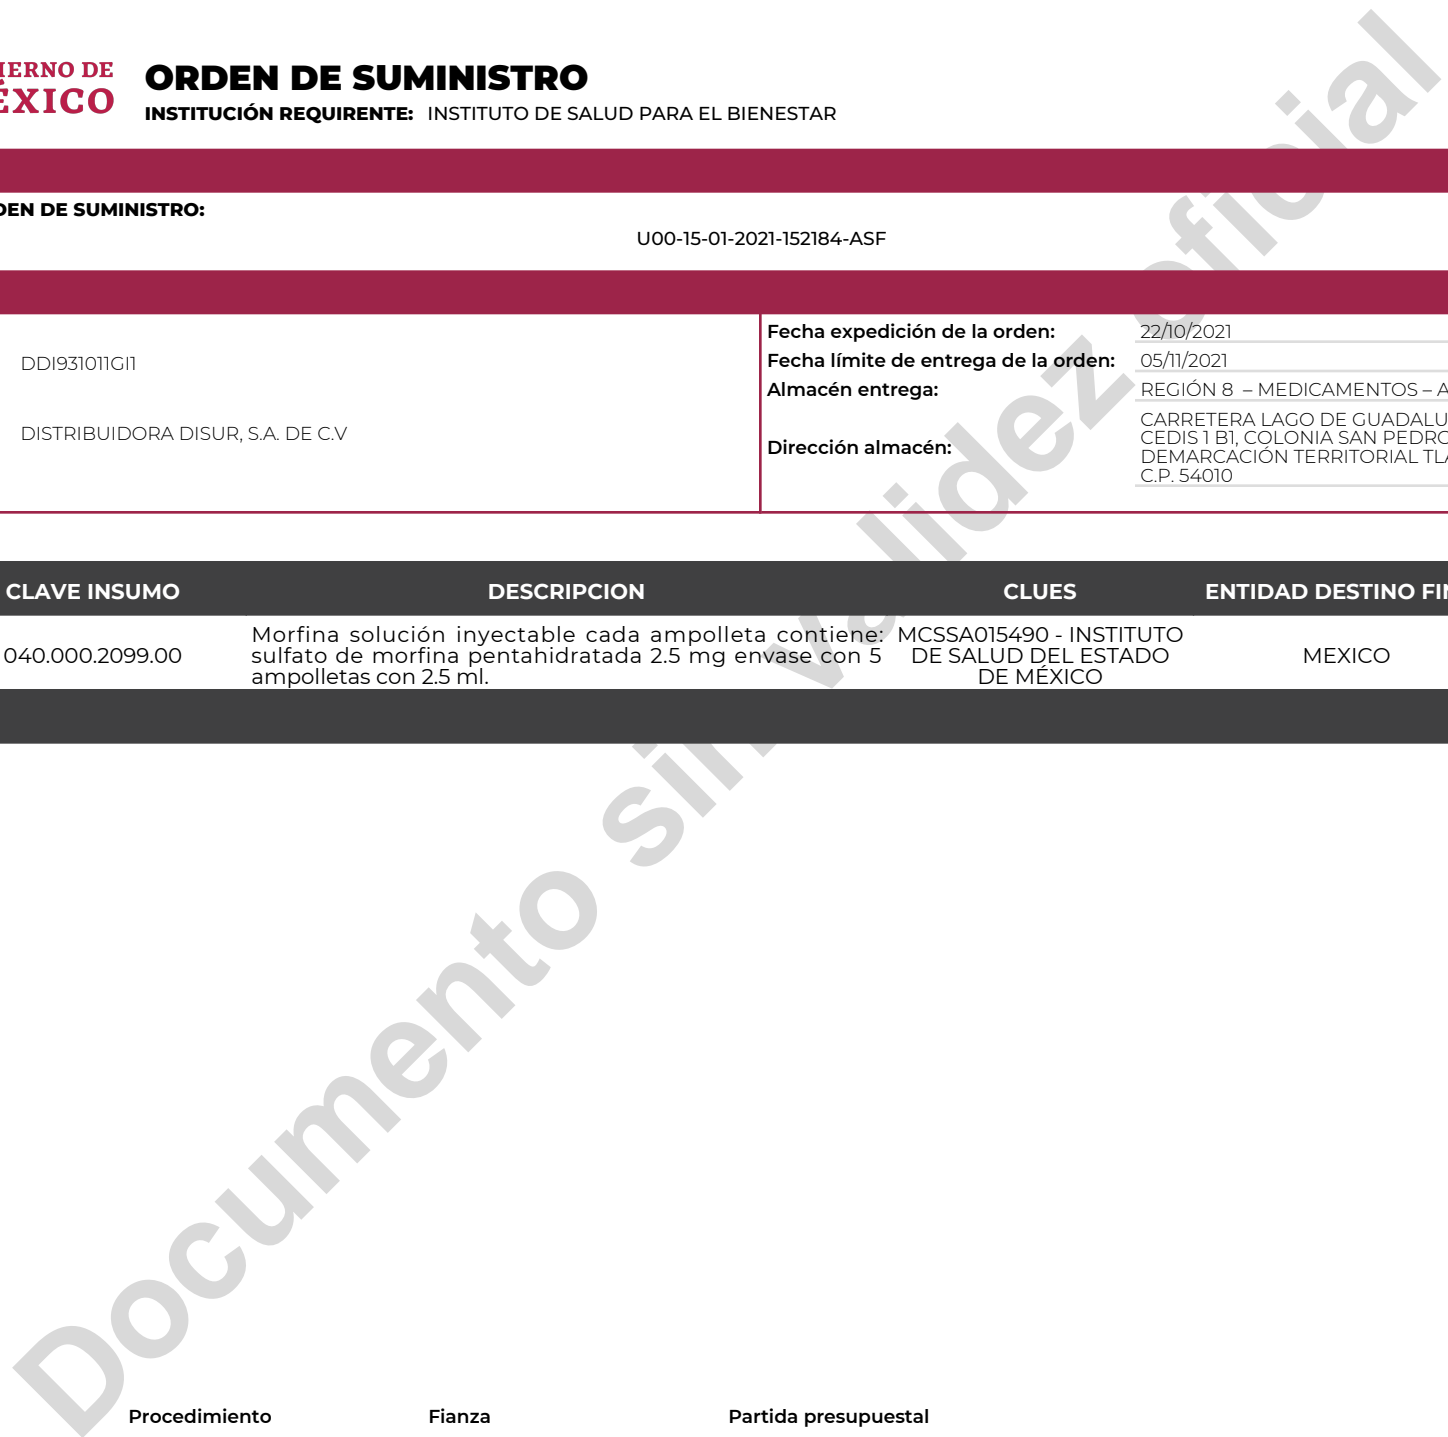 IERNO DE
ÉXICO
ORDEN DE SUMINISTRO
INSTITUCIÓN REQUIRENTE: INSTITUTO DE SALUD PARA EL BIENESTAR
DEN DE SUMINISTRO:
U00-15-01-2021-152184-ASF
DDI931011GI1
DISTRIBUIDORA DISUR, S.A. DE C.V
Fecha expedición de la orden: 22/10/2021
Fecha límite de entrega de la orden: 05/11/2021
Almacén entrega: REGIÓN 8 – MEDICAMENTOS – A
Dirección almacén:
CARRETERA LAGO DE GUADALU
CEDIS 1 B1, COLONIA SAN PEDRO
DEMARCACIÓN TERRITORIAL TLA
C.P. 54010
CLAVE INSUMO DESCRIPCION CLUES ENTIDAD DESTINO FIN
040.000.2099.00
Morfina solución inyectable cada ampolleta contiene:
sulfato de morfina pentahidratada 2.5 mg envase con 5
ampolletas con 2.5 ml.
MCSSA015490 - INSTITUTO
DE SALUD DEL ESTADO
DE MÉXICO
MEXICO
Documento sin validez oficial
Procedimiento Fianza Partida presupuestal